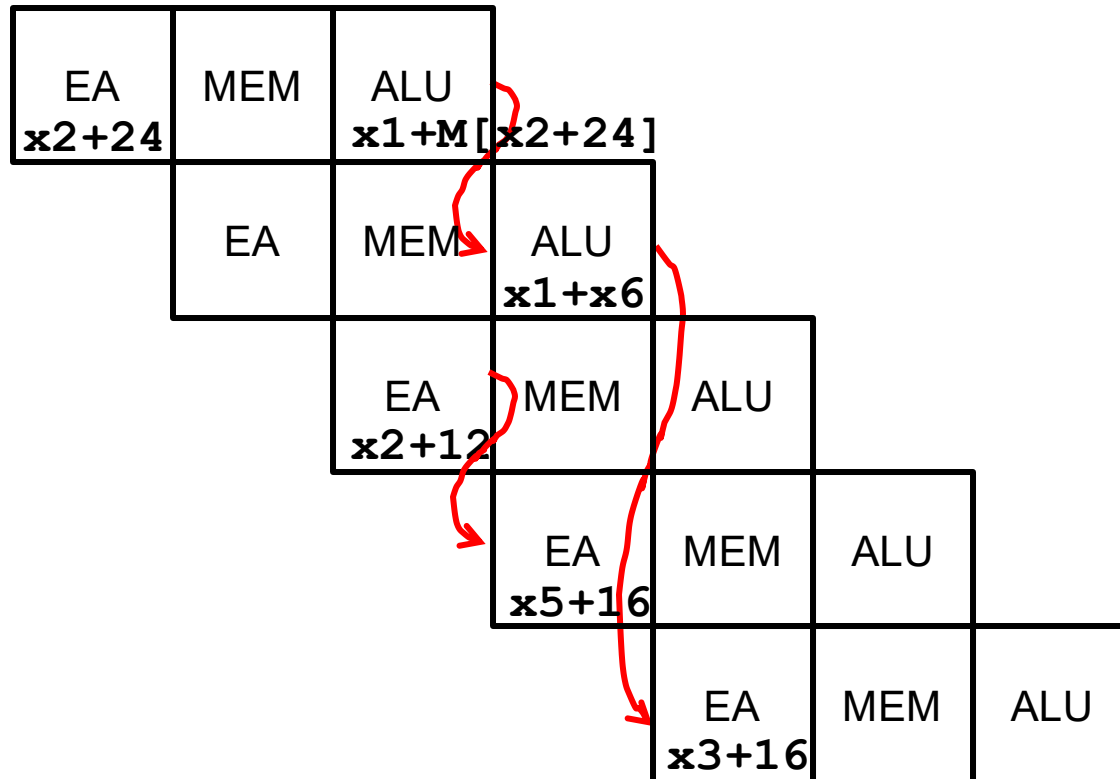 EA MEM ALU
x2+24 x1+M[x2+24]
EA MEM ALU
x1+x6
EA MEM ALU
x2+12
EA MEM ALU
x5+16
EA MEM ALU
x3+16